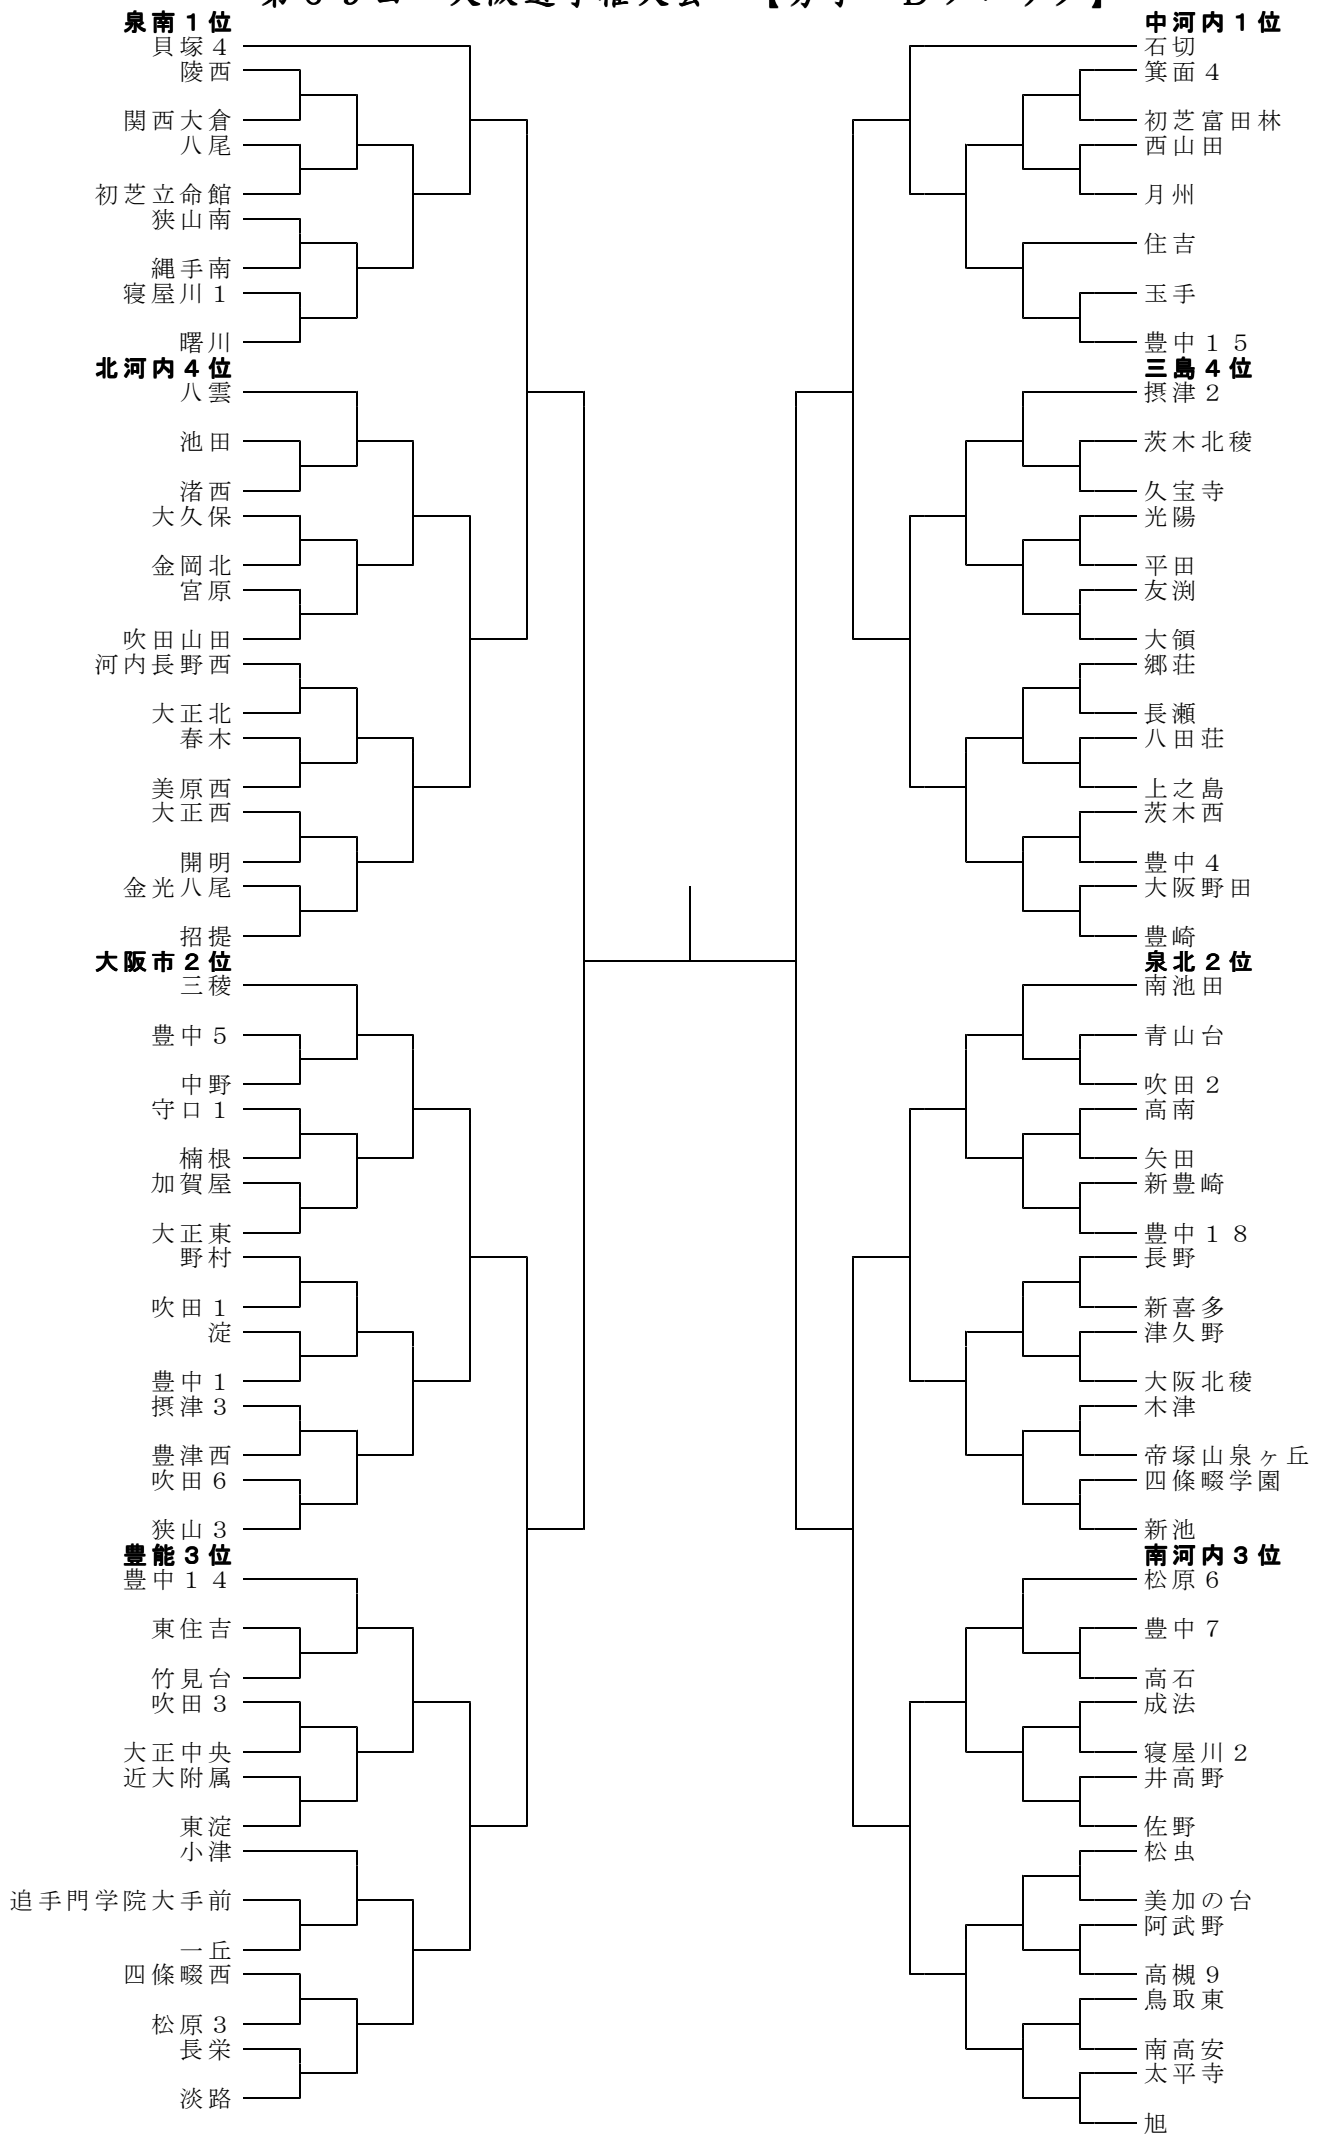 泉南１位
貝塚４
陵西
関西大倉
八尾
初芝立命館
狭山南
縄手南
寝屋川１
曙川
北河内４位
八雲
池田
渚西
大久保
金岡北
宮原
吹田山田
河内長野西
大正北
春木
美原西
大正西
開明
金光八尾
招提
大阪市２位
三稜
豊中５
中野
守口１
楠根
加賀屋
大正東
野村
吹田１
淀
豊中１
摂津３
豊津西
吹田６
狭山３
豊能３位
豊中１４
東住吉
竹見台
吹田３
大正中央
近大附属
東淀
小津
追手門学院大手前
一丘
四條畷西
松原３
長栄
淡路
中河内１位
石切
箕面４
初芝富田林
西山田
月州
住吉
玉手
豊中１５
三島４位
摂津２
茨木北稜
久宝寺
光陽
平田
友渕
大領
郷荘
長瀬
八田荘
上之島
茨木西
豊中４
大阪野田
豊崎
泉北２位
南池田
青山台
吹田２
高南
矢田
新豊崎
豊中１８
長野
新喜多
津久野
大阪北稜
木津
帝塚山泉ヶ丘
四條畷学園
新池
南河内３位
松原６
豊中７
高石
成法
寝屋川２
井高野
佐野
松虫
美加の台
阿武野
高槻９
鳥取東
南高安
太平寺
旭